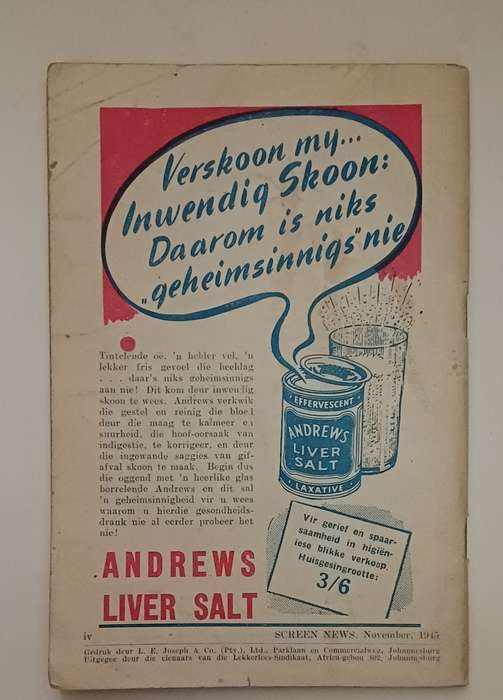 Verskoon my...
Inwendig Skoon:
Daarom is niks
„geheimsinnigs" nie
Tintelende oë, 'n helder vel, 'n
lekker fris gevoel die heeldag
. . . daar's niks geheimsinnigs
aan nie! Dit kom deur inwendig
skoon te wees. Andrews verkwik
die gestel en reinig die bloed
deur die maag te kalmeer en
suurheid, die hoof-oorsaak van
indigestie, te korrigeer, en deur
die ingewande saggies van gif-
afval skoon te maak. Begin dus
die oggend met 'n heerlike glas
borrelende Andrews en dit sal
'n geheimsinnigheid vir u wees
waarom u hierdie gesondheids-
drank nie al eerder probeer het
nie!
EFFERVESCENT
ANDREWS
LIVER
SALT
LAXATIVE
Vir gerief en spaar-
saamheid in higiën-
iese blikke verkoop.
Huisgesingrootte:
3/6
ANDREWS
LIVER SALT
iv SCREEN NEWS, November, 1945
Gedruk deur L. E. Joseph & Co. (Pty.), Ltd., Parklaan en Commercialweg, Johannesburg
Uitgegee deur die eienaars van die Lekkerlees-Sindikaat, Africa-gebou 802, Johannesburg